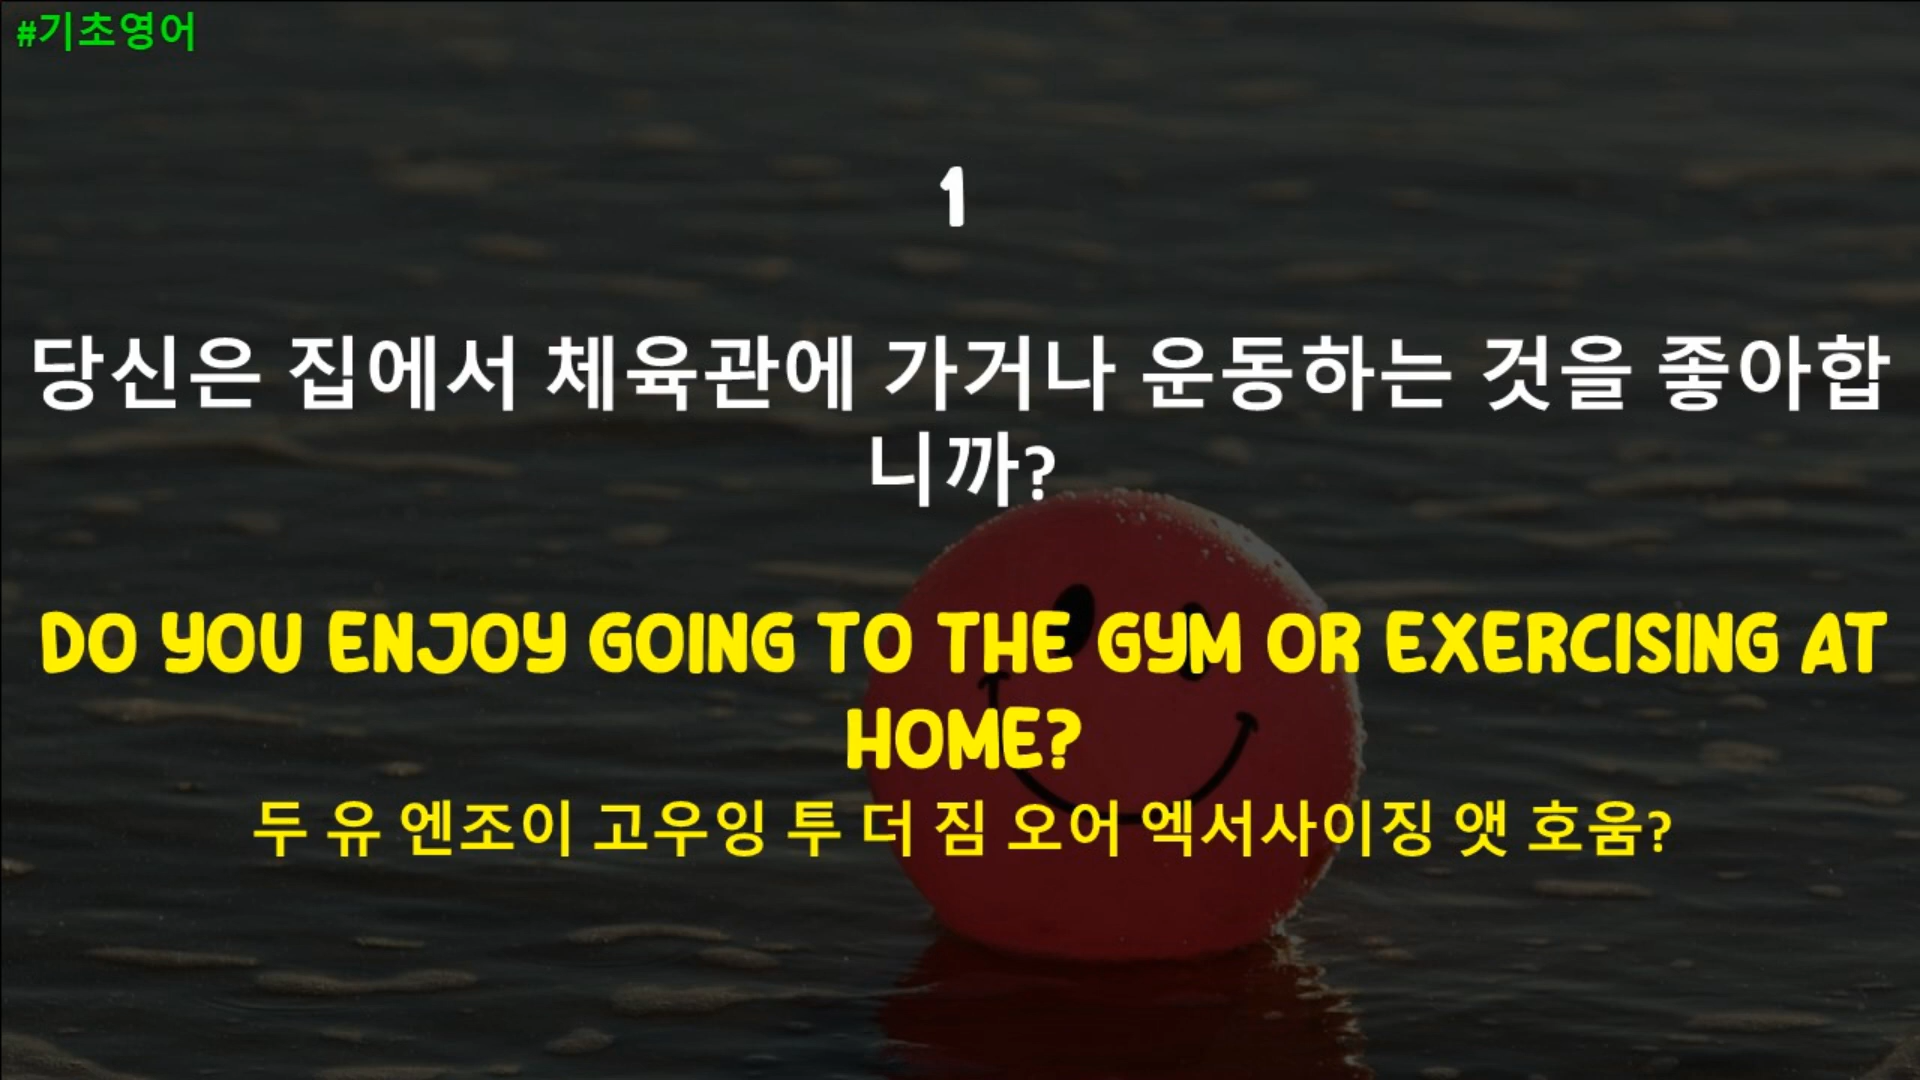 #기초영어
1
당신은 집에서 체육관에 가거나 운동하는 것을 좋아합
니까?
DO YOU ENJOY GOING TO THE GYM OR EXERCISING AT
HOME?
두 유 엔조이 고우잉 투 더 짐 오어 엑서사이징 앳 호움?